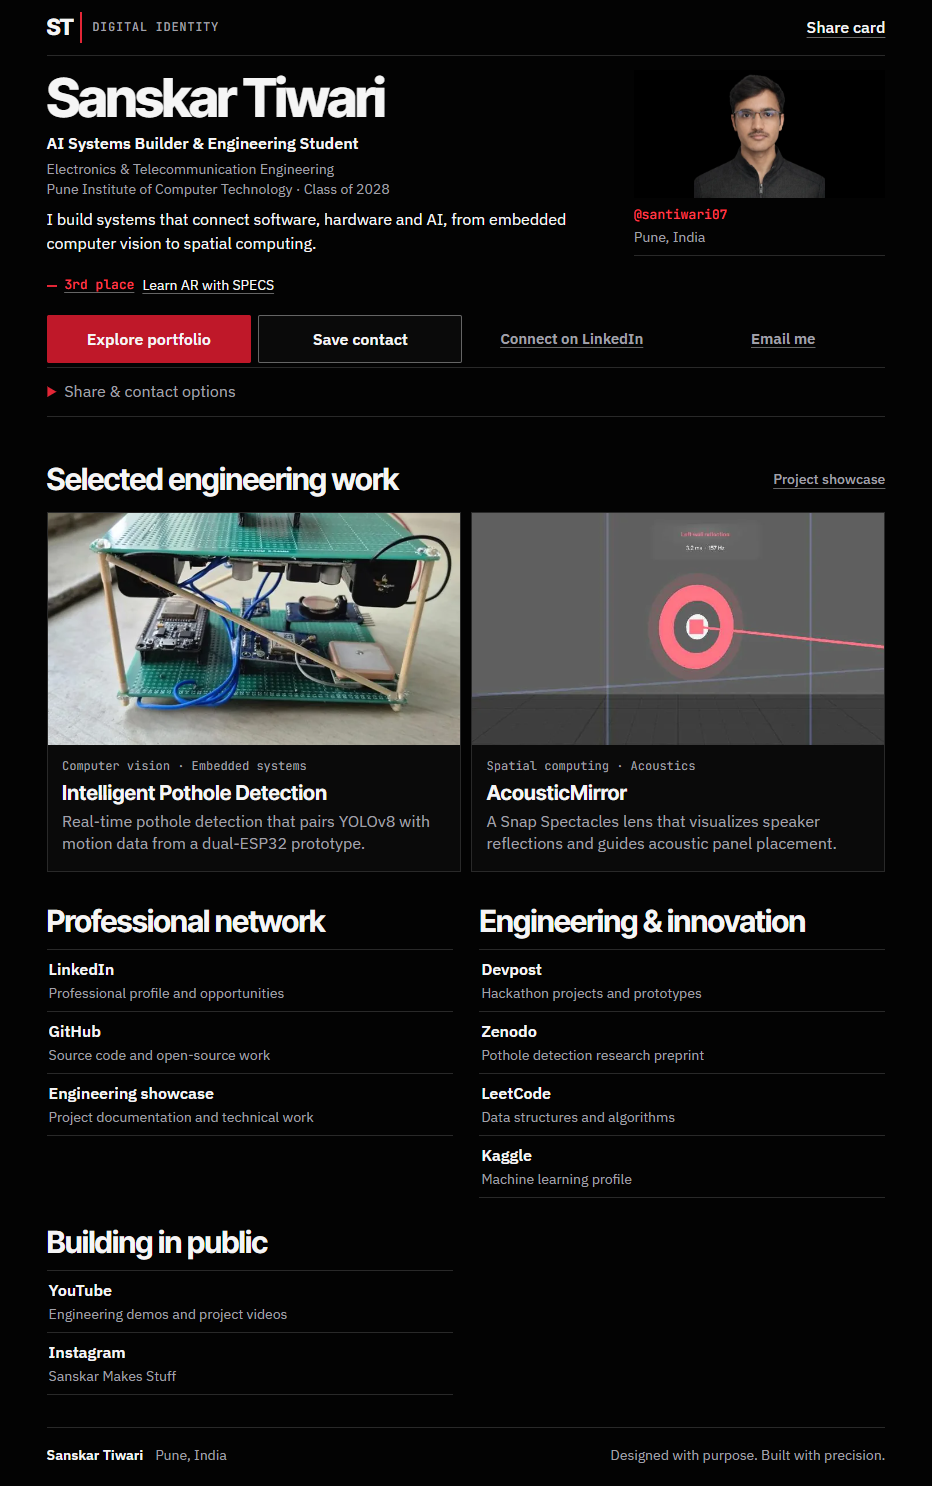 ST
DIGITAL IDENTITY
Share card
Sanskar Tiwari
AI Systems Builder & Engineering Student
Electronics & Telecommunication Engineering
Pune Institute of Computer Technology · Class of 2028
I build systems that connect software, hardware and AI, from embedded
computer vision to spatial computing.
— 3rd place Learn AR with SPECS
@santiwari07
Pune, India
Explore portfolio
Save contact
Connect on LinkedIn
Email me
Share & contact options
Selected engineering work
Project showcase
Computer vision · Embedded systems
Intelligent Pothole Detection
Real-time pothole detection that pairs YOLOv8 with
motion data from a dual-ESP32 prototype.
Left wall reflection
Spatial computing · Acoustics
AcousticMirror
A Snap Spectacles lens that visualizes speaker
reflections and guides acoustic panel placement.
Professional network
LinkedIn
Professional profile and opportunities
GitHub
Source code and open-source work
Engineering showcase
Project documentation and technical work
Engineering & innovation
Devpost
Hackathon projects and prototypes
Zenodo
Pothole detection research preprint
LeetCode
Data structures and algorithms
Kaggle
Machine learning profile
Building in public
YouTube
Engineering demos and project videos
Instagram
Sanskar Makes Stuff
Sanskar Tiwari Pune, India
Designed with purpose. Built with precision.